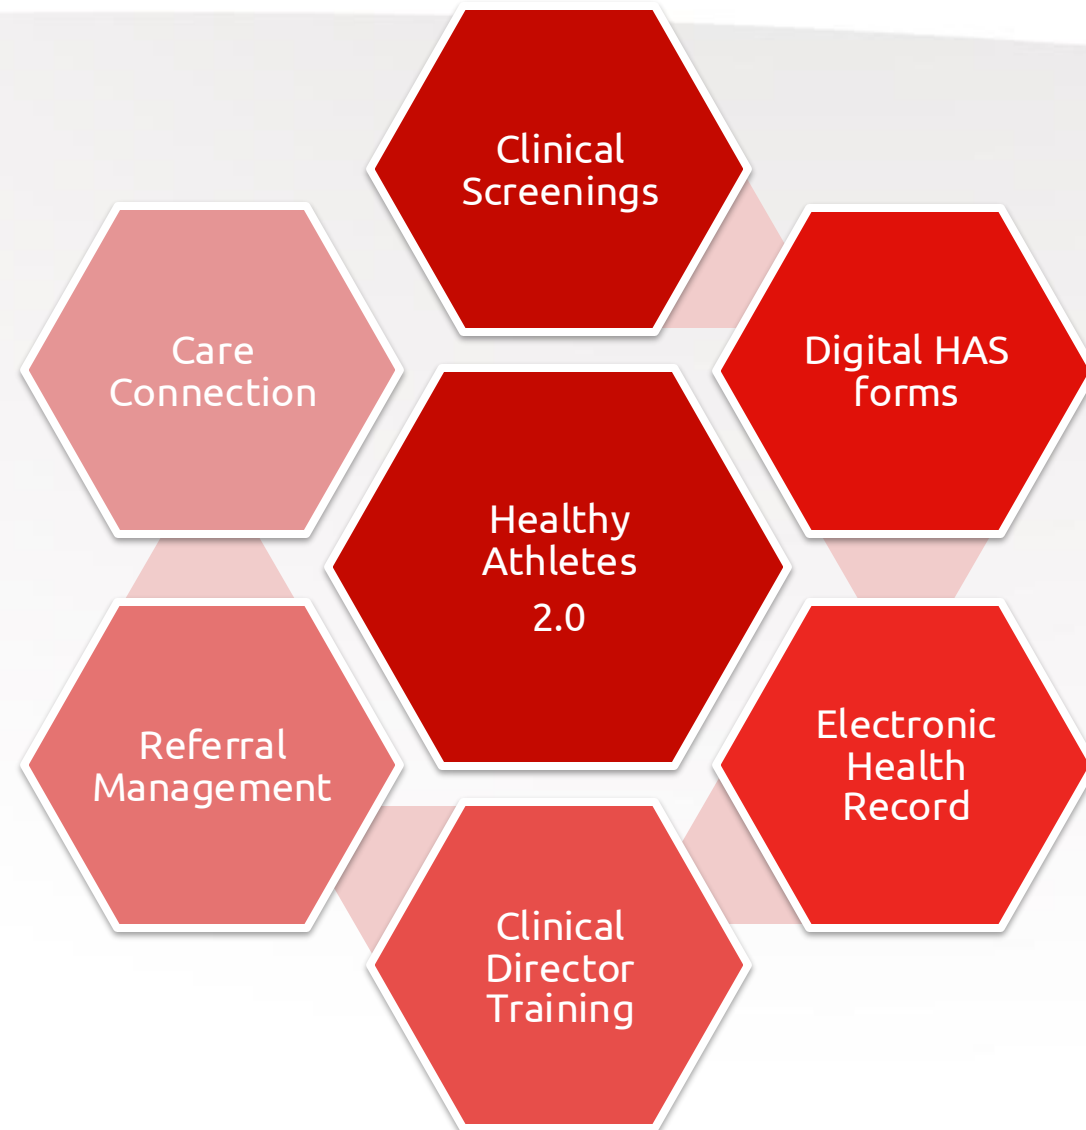 Clinical
Screenings
Digital HAS
forms
Care
Connection
Healthy
Athletes
2.0
Electronic
Health
Record
Referral
Management
Clinical
Director
Training